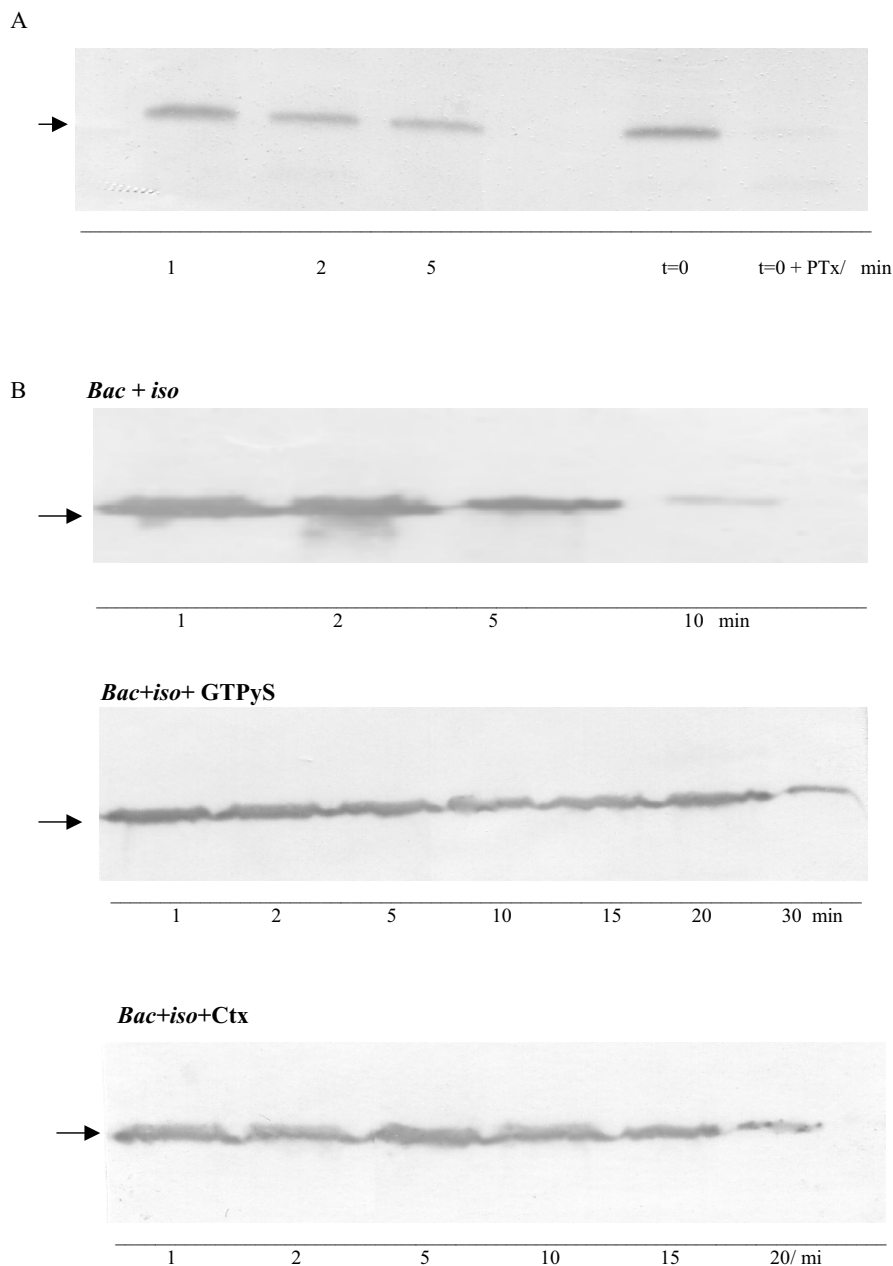 A
1 2 5 t=0 t=0 + PTx/ min
B Bac + iso
1 2 5 10 min
Bac+iso+ GTPyS
1 2 5 10 15 20 30 min
Bac+iso+Ctx
1 2 5 10 15 20/ mi